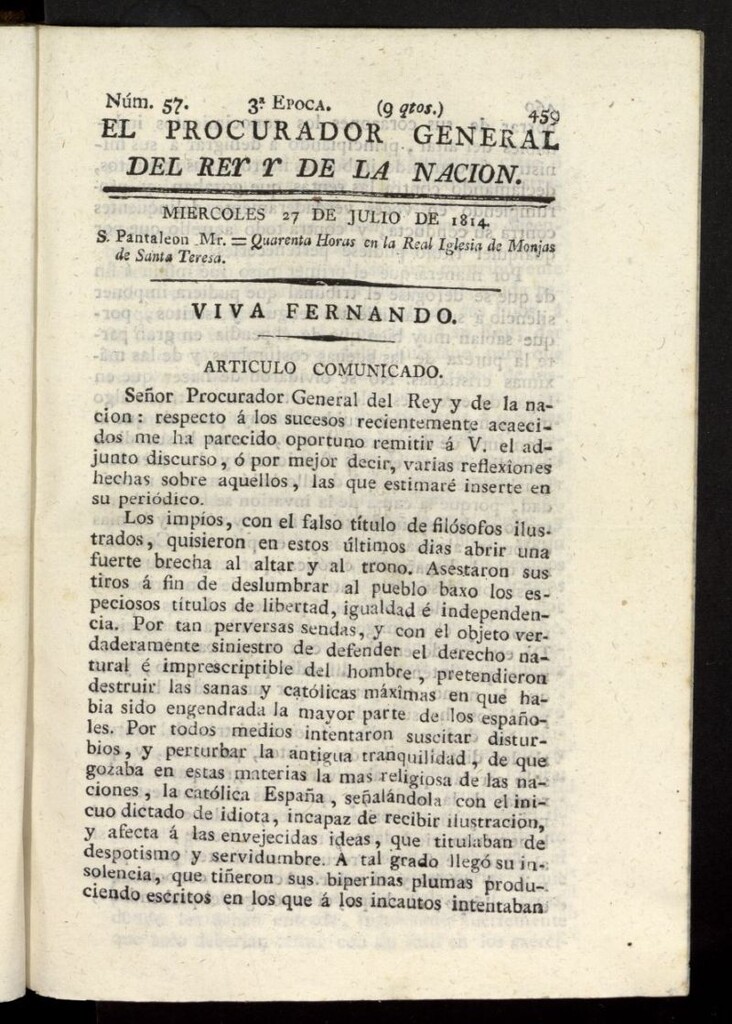 Núm. 57. 3ª EPOCA. (9 qtos.) 459
EL PROCURADOR GENERAL
DEL REY Y DE LA NACION.
MIERCOLES 27 DE JULIO DE 1814.
S. Pantaleon Mr. = Quarenta Horas en la Real Iglesia de Monjas
de Santa Teresa.
VIVA FERNANDO.
ARTICULO COMUNICADO.
Señor Procurador General del Rey y de la na-
cion: respecto á los sucesos recientemente acaeci-
dos me ha parecido oportuno remitir á V. el ad-
junto discurso, ó por mejor decir, varias reflexiones
hechas sobre aquellos, las que estimaré inserte en
su periódico.
Los impíos, con el falso título de filósofos ilus-
trados, quisieron en estos últimos dias abrir una
fuerte brecha al altar y al trono. Asestaron sus
tiros á fin de deslumbrar al pueblo baxo los es-
peciosos titulos de libertad, igualdad é independen-
cia. Por tan perversas sendas, y con el objeto ver-
daderamente siniestro de defender el derecho na-
tural é imprescriptible del hombre, pretendieron
destruir las sanas y católicas máximas en que ha-
bia sido engendrada la mayor parte de los españo-
les. Por todos medios intentaron suscitar distur-
bios, y perturbar la antigua tranquilidad, de que
gozaba en estas materias la mas religiosa de las na-
ciones, la católica España, señalándola con el ini-
cuo dictado de idiota, incapaz de recibir ilustracion,
y afecta á las envejecidas ideas, que titulaban de
despotismo y servidumbre. A tal grado llegó su in-
solencia, que tiñeron sus biperinas plumas produ-
ciendo escritos en los que á los incautos intentaban